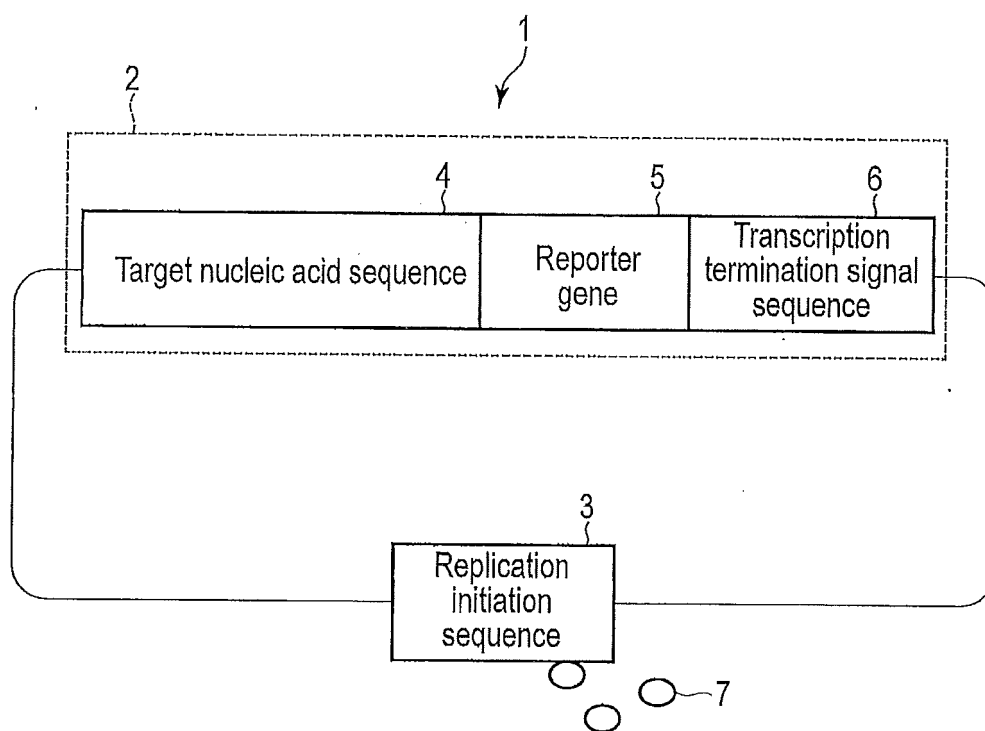 1
2
4
5
6
Target nucleic acid sequence
Reporter
gene
Transcription
termination signal
sequence
3
Replication
initiation
sequence
7